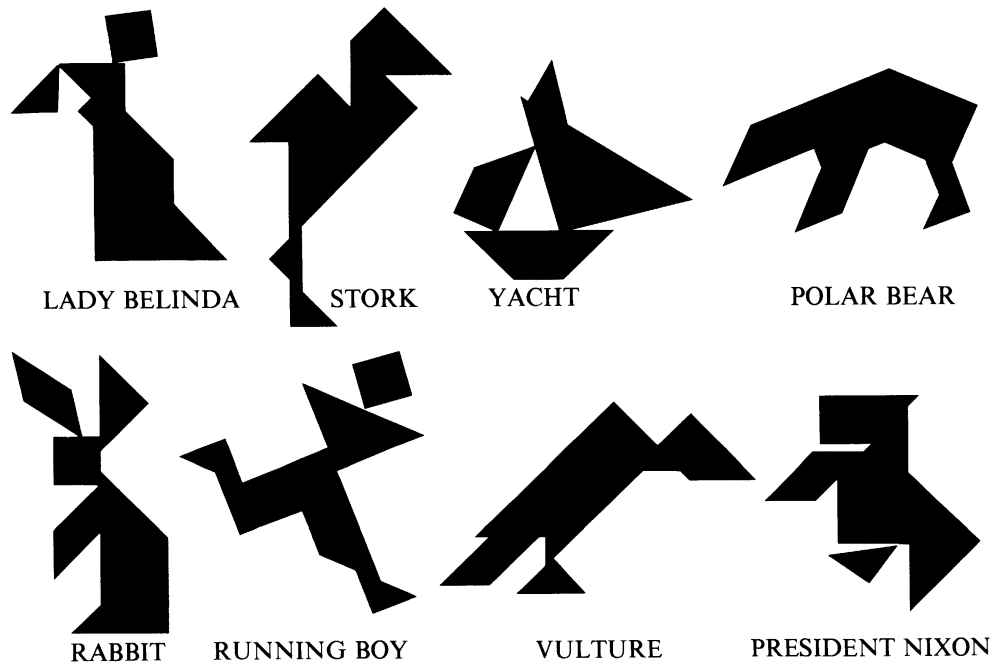 LADY BELINDA
STORK
YACHT
POLAR BEAR
RABBIT
RUNNING BOY
VULTURE
PRESIDENT NIXON